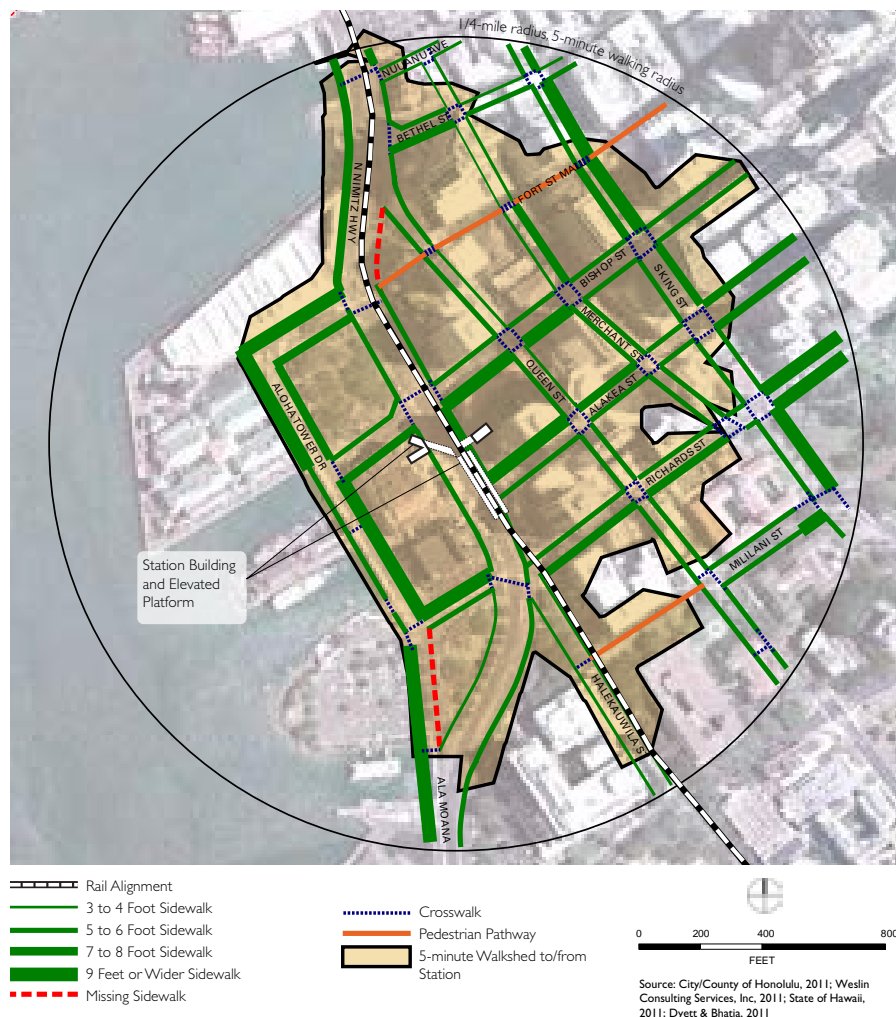 1/4-mile radius, 5-minute walking radius
NUUANU AVE
BETHEL ST
N NIMITZ HWY
FORT ST MALL
BISHOP ST
S KING ST
MERCHANT ST
QUEEN ST
ALAKEA ST
ALOHA TOWER DR
RICHARDS ST
MILILANI ST
Station Building
and Elevated
Platform
HALEKAUWILA ST
ALA MOANA
Rail Alignment
3 to 4 Foot Sidewalk
5 to 6 Foot Sidewalk
7 to 8 Foot Sidewalk
9 Feet or Wider Sidewalk
Missing Sidewalk
Crosswalk
Pedestrian Pathway
5-minute Walkshed to/from
Station
0 200 400 800
FEET
Source: City/County of Honolulu, 2011; Weslin
Consulting Services, Inc, 2011; State of Hawaii,
2011; Dyett & Bhatia, 2011